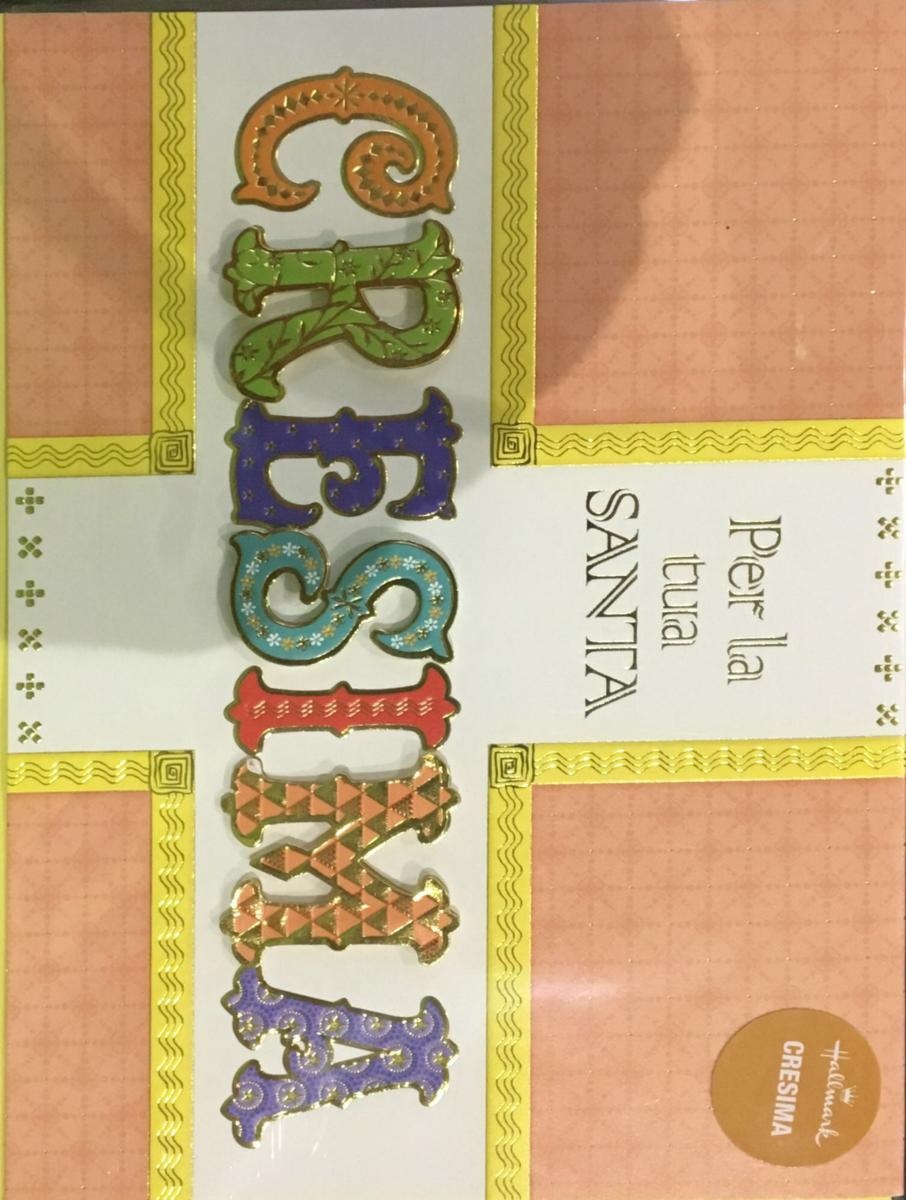 Per la
tua
SANTA
CRESIMA
Hallmark
CRESIMA